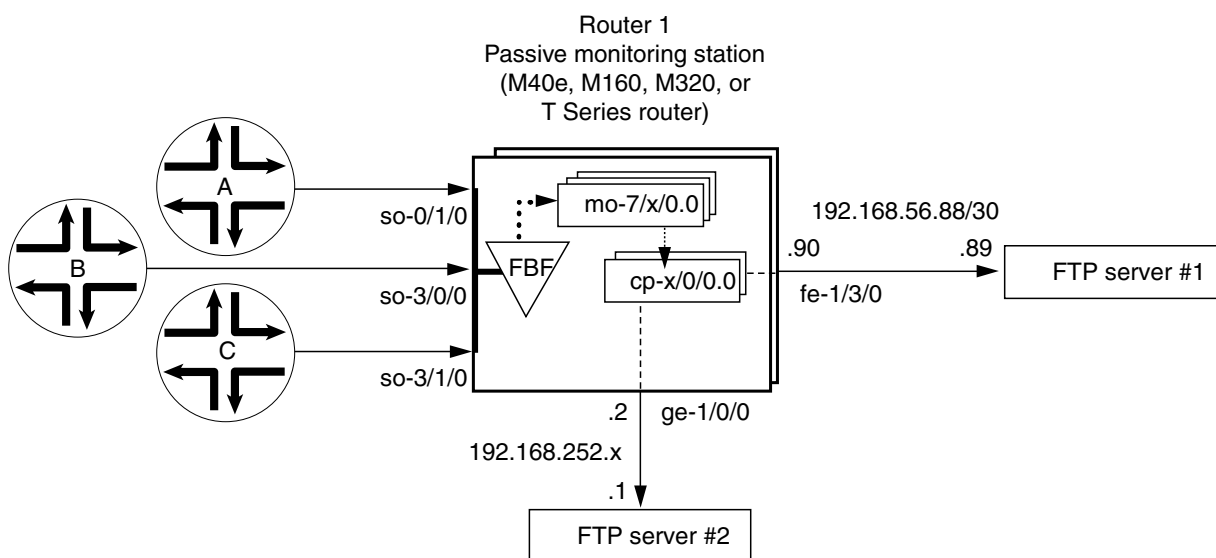 Router 1
Passive monitoring station
(M40e, M160, M320, or
T Series router)
A
so-0/1/0
B
so-3/0/0
C
so-3/1/0
FBF
mo-7/x/0.0
cp-x/0/0.0
192.168.56.88/30
.90
.89
fe-1/3/0
FTP server #1
.2
ge-1/0/0
192.168.252.x
.1
FTP server #2